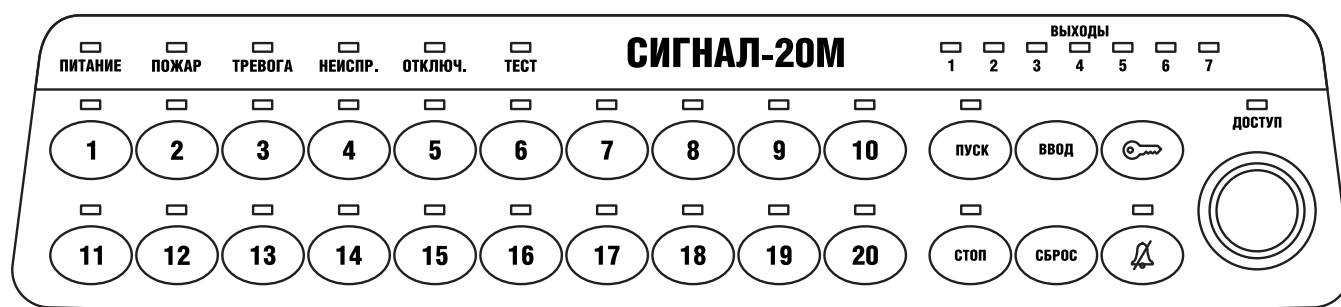 ВЫХОДЫ
ПИТАНИЕ ПОЖАР ТРЕВОГА НЕИСПР. ОТКЛЮЧ. ТЕСТ СИГНАЛ-20М 1 2 3 4 5 6 7
ДОСТУП
1 2 3 4 5 6 7 8 9 10 ПУСК ВВОД
11 12 13 14 15 16 17 18 19 20 СТОП СБРОС